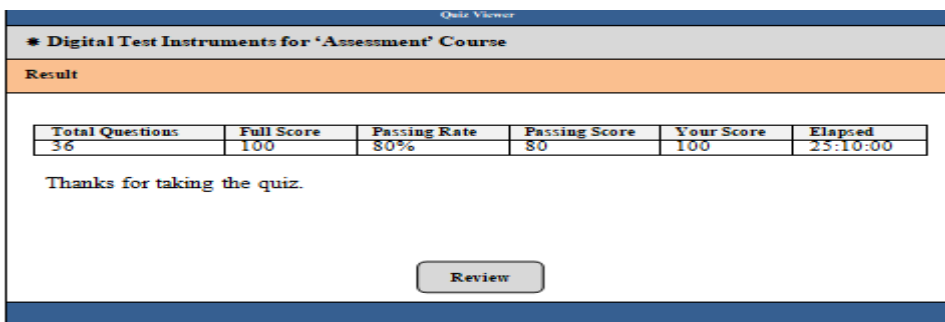 Quiz Viewer
✷ Digital Test Instruments for ‘Assessment’ Course
Result
Total Questions Full Score Passing Rate Passing Score Your Score Elapsed
36 100 80% 80 100 25:10:00
Thanks for taking the quiz.
Review